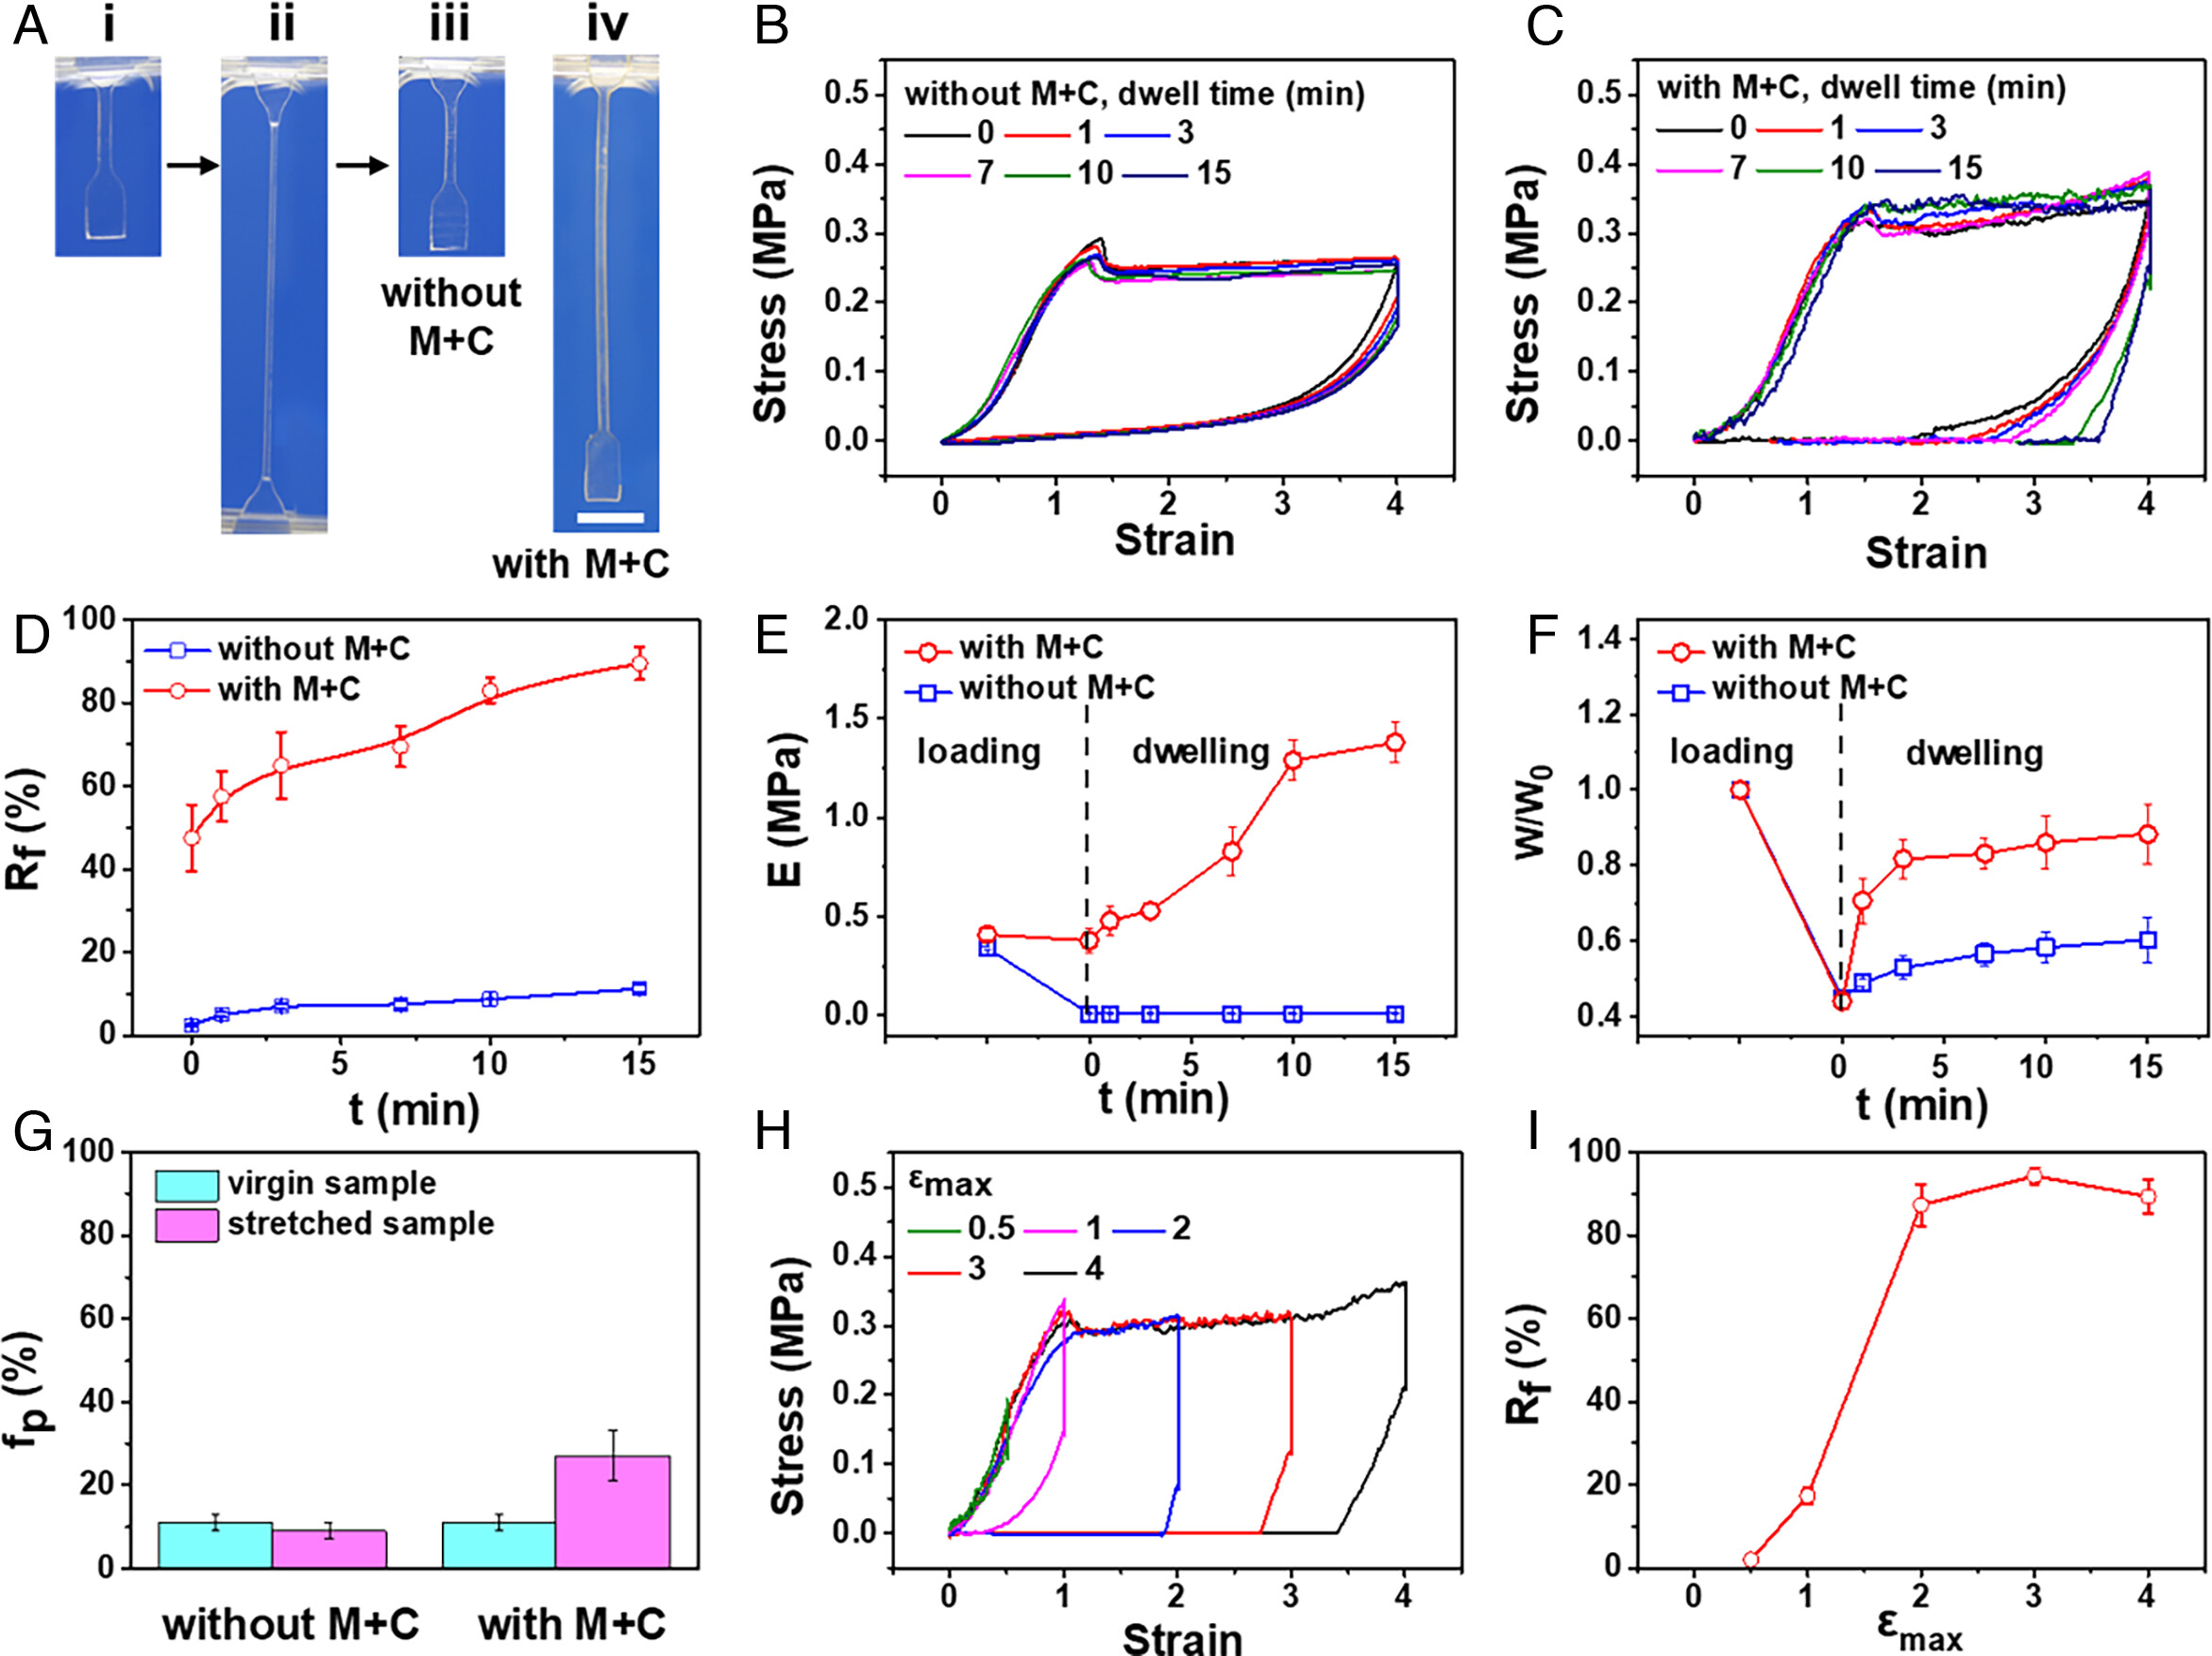 A
i
ii
iii
iv
without
M+C
with M+C
B
without M+C, dwell time (min)
0 1 3
7 10 15
0.5
0.4
0.3
0.2
0.1
0.0
Stress (MPa)
0 1 2 3 4
Strain
C
with M+C, dwell time (min)
0 1 3
7 10 15
0.5
0.4
0.3
0.2
0.1
0.0
Stress (MPa)
0 1 2 3 4
Strain
D
without M+C
with M+C
100
80
60
40
20
0
Rf (%)
0 5 10 15
t (min)
E
with M+C
without M+C
loading
dwelling
2.0
1.5
1.0
0.5
0.0
E (MPa)
0 5 10 15
t (min)
F
with M+C
without M+C
loading
dwelling
1.4
1.2
1.0
0.8
0.6
0.4
W/W0
0 5 10 15
t (min)
G
virgin sample
stretched sample
100
80
60
40
20
0
fp (%)
without M+C with M+C
H
εmax
0.5 1 2
3 4
0.5
0.4
0.3
0.2
0.1
0.0
Stress (MPa)
0 1 2 3 4
Strain
I
100
80
60
40
20
0
Rf (%)
0 1 2 3 4
εmax